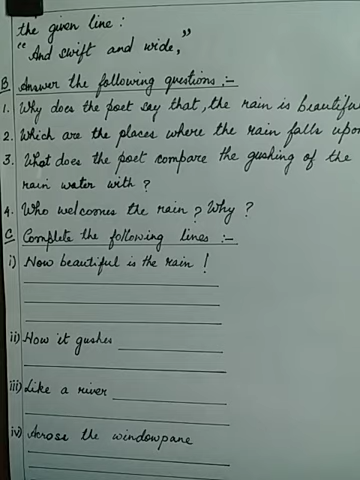 the given line :
"And swift and wide,"
B Answer the following questions :-
1. Why does the poet say that, the rain is beautiful
2. Which are the places where the rain falls upon
3. What does the poet compare the gushing of the
rain water with ?
4. Who welcomes the rain ? Why ?
C Complete the following lines :-
i) How beautiful is the rain !
ii) How it gushes
iii) Like a river
iv) Across the windowpane